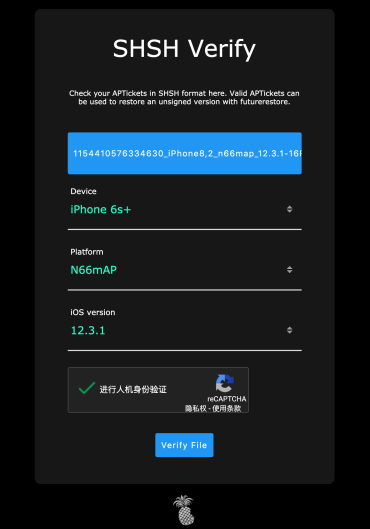 SHSH Verify
Check your APTickets in SHSH format here. Valid APTickets can
be used to restore an unsigned version with futurerestore.
1154410576334630_iPhone8,2_n66map_12.3.1-16F
Device
iPhone 6s+
Platform
N66mAP
iOS version
12.3.1
进行人机身份验证
reCAPTCHA
隐私权 - 使用条款
Verify File